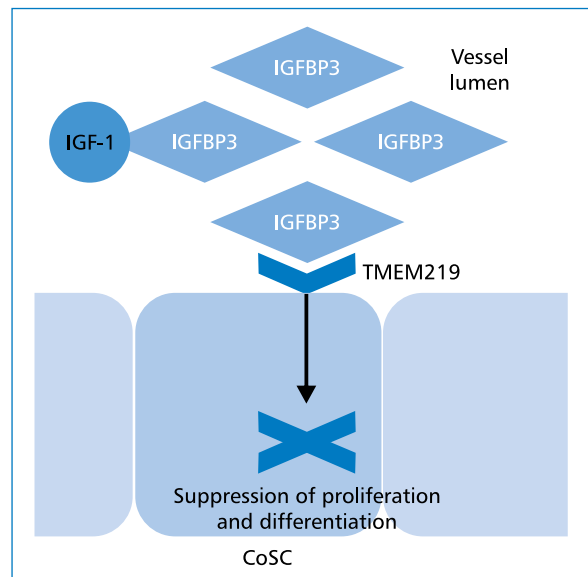 IGFBP3
Vessel
lumen
IGF-1
IGFBP3
IGFBP3
IGFBP3
TMEM219
Suppression of proliferation
and differentiation
CoSC